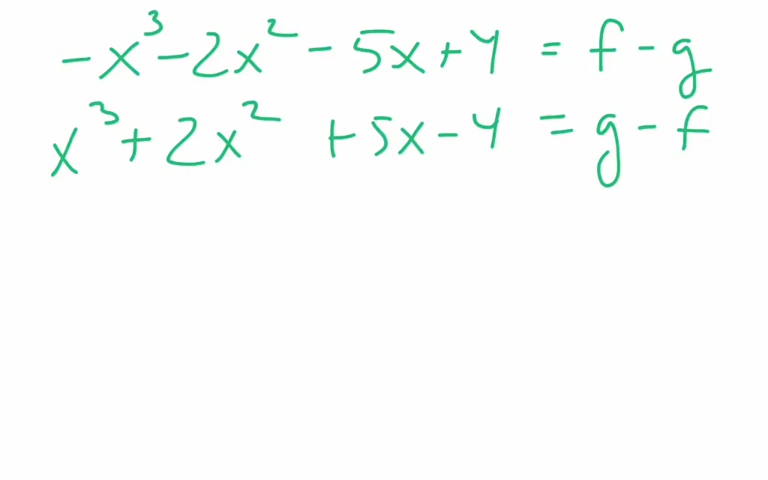 -x³-2x²-5x+4 = f-g
x³+2x² +5x-4 = g-f